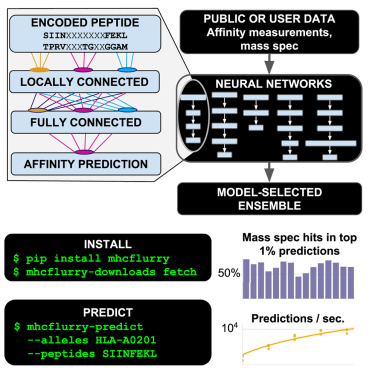 ENCODED PEPTIDE
SIINXXXXXXXFEKL
TPRVXXXTGXXGGAM
LOCALLY CONNECTED
FULLY CONNECTED
AFFINITY PREDICTION
PUBLIC OR USER DATA
Affinity measurements,
mass spec
NEURAL NETWORKS
MODEL-SELECTED
ENSEMBLE
INSTALL
$ pip install mhcflurry
$ mhcflurry-downloads fetch
PREDICT
$ mhcflurry-predict
--alleles HLA-A0201
--peptides SIINFEKL
Mass spec hits in top
1% predictions
50%
Predictions / sec.
10⁴